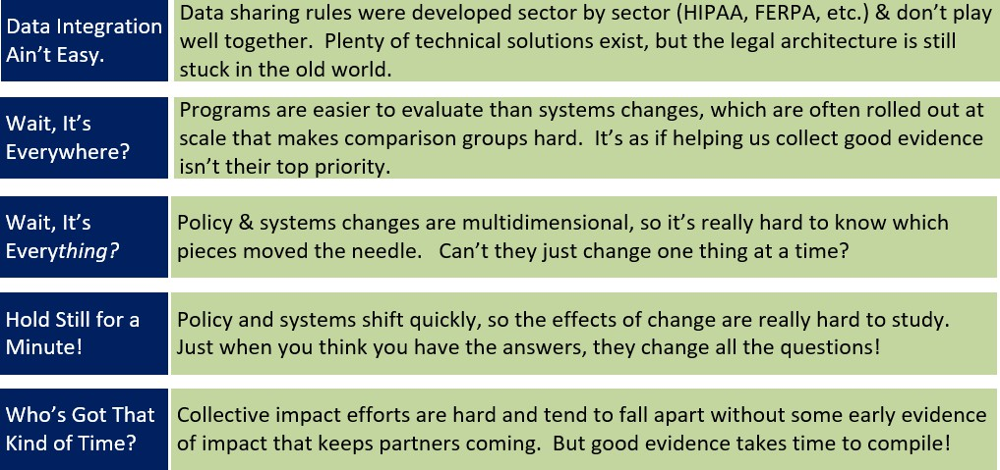 Data Integration
Ain’t Easy.
Data sharing rules were developed sector by sector (HIPAA, FERPA, etc.) & don’t play
well together.  Plenty of technical solutions exist, but the legal architecture is still
stuck in the old world.
Wait, It’s
Everywhere?
Programs are easier to evaluate than systems changes, which are often rolled out at
scale that makes comparison groups hard.  It’s as if helping us collect good evidence
isn’t their top priority.
Wait, It’s
Everything?
Policy & systems changes are multidimensional, so it’s really hard to know which
pieces moved the needle.   Can’t they just change one thing at a time?
Hold Still for a
Minute!
Policy and systems shift quickly, so the effects of change are really hard to study.
Just when you think you have the answers, they change all the questions!
Who’s Got That
Kind of Time?
Collective impact efforts are hard and tend to fall apart without some early evidence
of impact that keeps partners coming.  But good evidence takes time to compile!